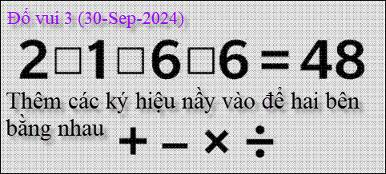 Đố vui 3 (30-Sep-2024)
2□1□6□6=48
Thêm các ký hiệu nầy vào để hai bên
bằng nhau + − × ÷